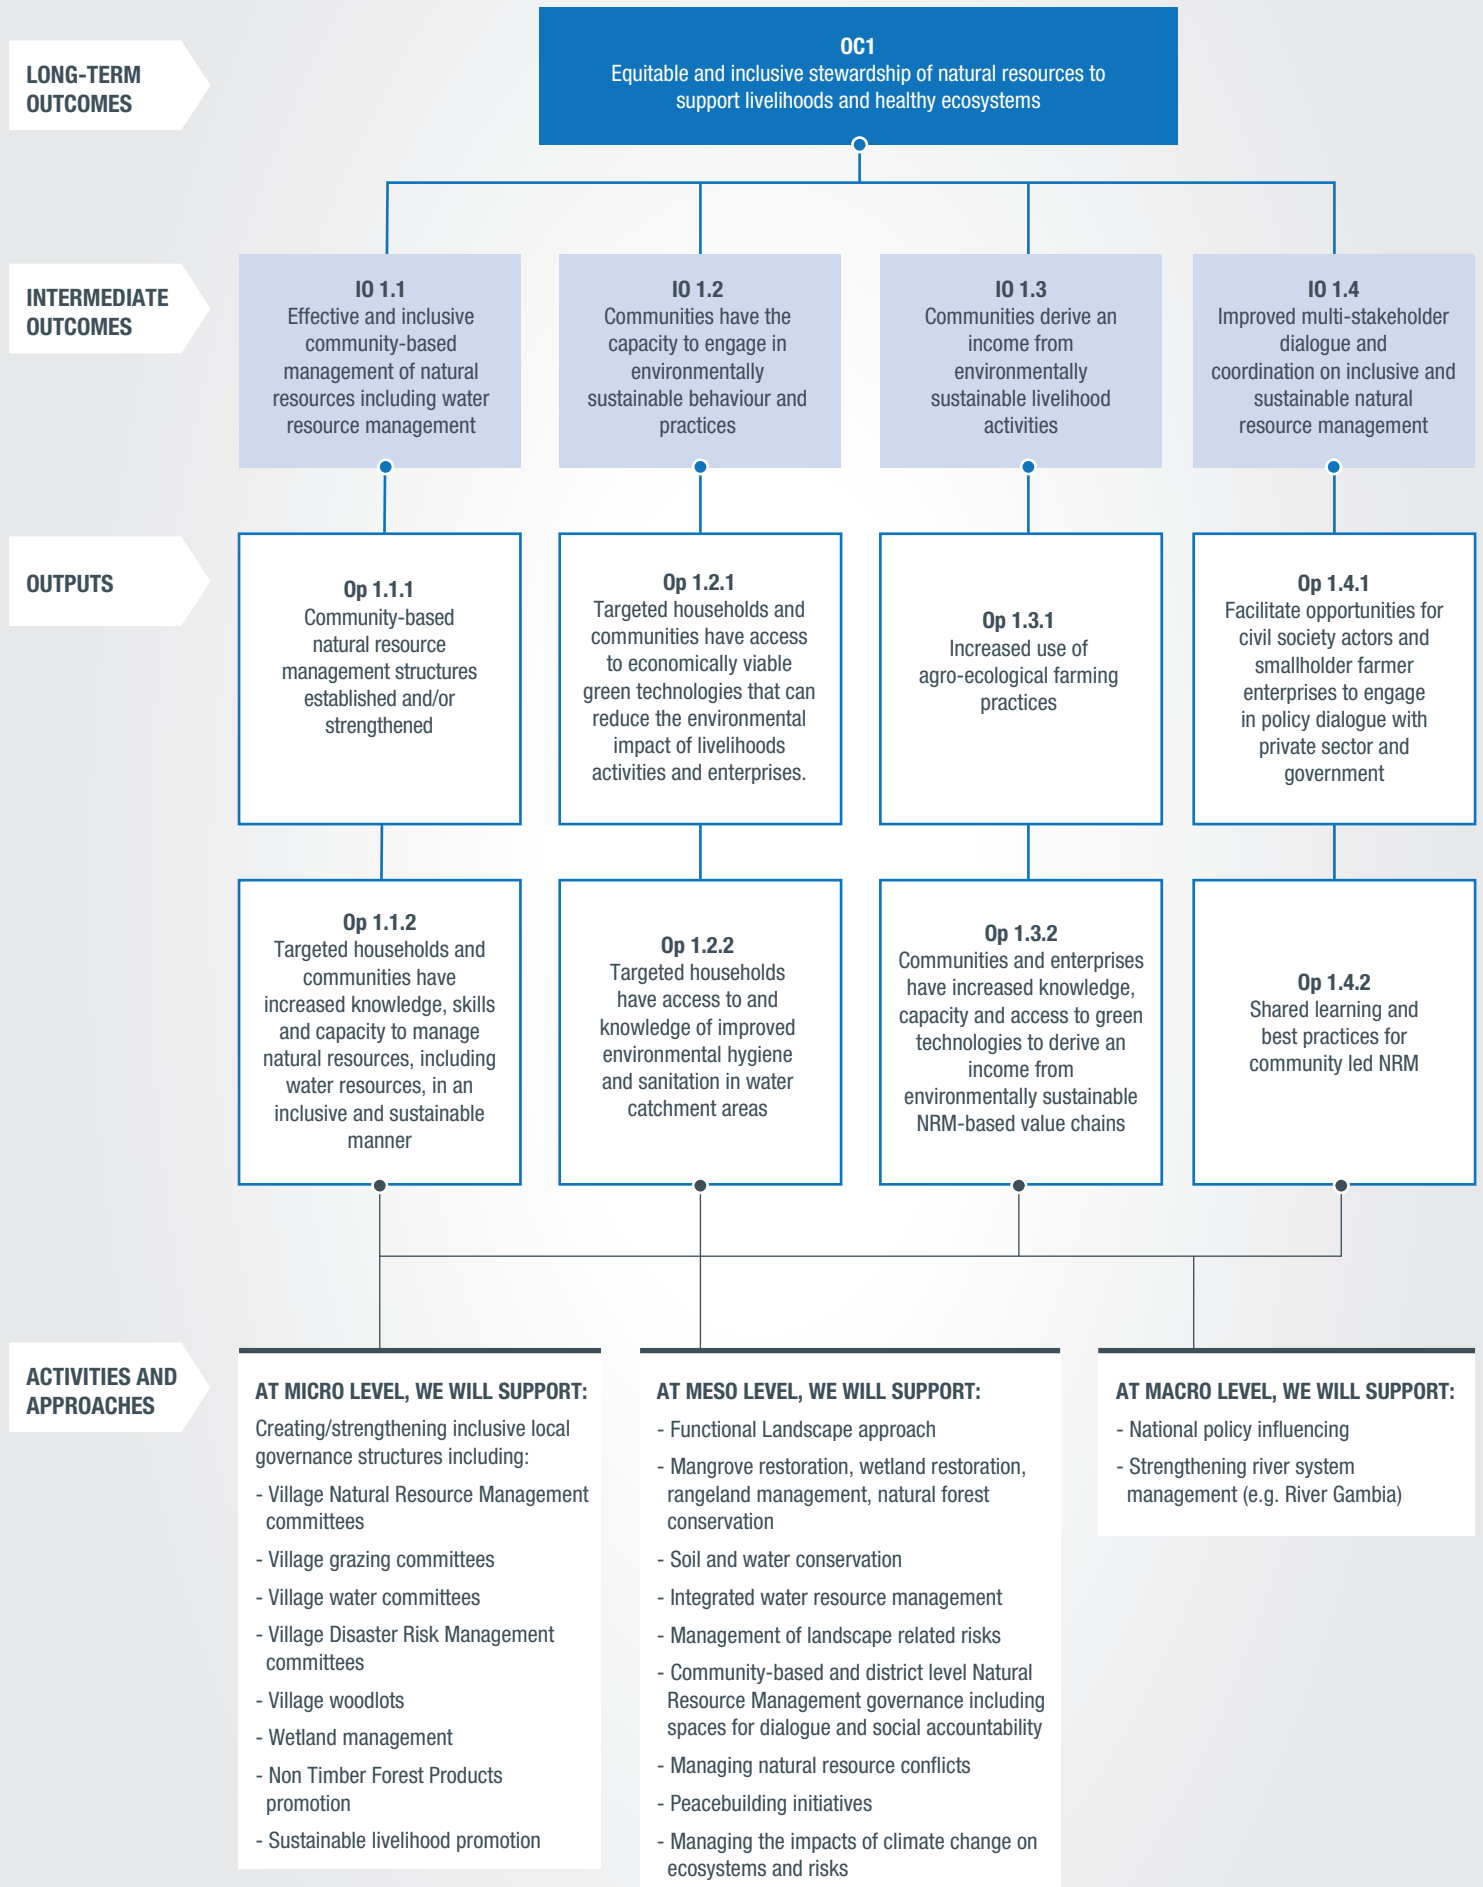 LONG-TERM
OUTCOMES
OC1
Equitable and inclusive stewardship of natural resources to
support livelihoods and healthy ecosystems
INTERMEDIATE
OUTCOMES
IO 1.1
Effective and inclusive
community-based
management of natural
resources including water
resource management
IO 1.2
Communities have the
capacity to engage in
environmentally
sustainable behaviour and
practices
IO 1.3
Communities derive an
income from
environmentally
sustainable livelihood
activities
IO 1.4
Improved multi-stakeholder
dialogue and
coordination on inclusive and
sustainable natural
resource management
OUTPUTS
Op 1.1.1
Community-based
natural resource
management structures
established and/or
strengthened
Op 1.2.1
Targeted households and
communities have access
to economically viable
green technologies that can
reduce the environmental
impact of livelihoods
activities and enterprises.
Op 1.3.1
Increased use of
agro-ecological farming
practices
Op 1.4.1
Facilitate opportunities for
civil society actors and
smallholder farmer
enterprises to engage
in policy dialogue with
private sector and
government
Op 1.1.2
Targeted households and
communities have
increased knowledge, skills
and capacity to manage
natural resources, including
water resources, in an
inclusive and sustainable
manner
Op 1.2.2
Targeted households
have access to and
knowledge of improved
environmental hygiene
and sanitation in water
catchment areas
Op 1.3.2
Communities and enterprises
have increased knowledge,
capacity and access to green
technologies to derive an
income from
environmentally sustainable
NRM-based value chains
Op 1.4.2
Shared learning and
best practices for
community led NRM
ACTIVITIES AND
APPROACHES
AT MICRO LEVEL, WE WILL SUPPORT:
Creating/strengthening inclusive local
governance structures including:
- Village Natural Resource Management
committees
- Village grazing committees
- Village water committees
- Village Disaster Risk Management
committees
- Village woodlots
- Wetland management
- Non Timber Forest Products
promotion
- Sustainable livelihood promotion
AT MESO LEVEL, WE WILL SUPPORT:
- Functional Landscape approach
- Mangrove restoration, wetland restoration,
rangeland management, natural forest
conservation
- Soil and water conservation
- Integrated water resource management
- Management of landscape related risks
- Community-based and district level Natural
Resource Management governance including
spaces for dialogue and social accountability
- Managing natural resource conflicts
- Peacebuilding initiatives
- Managing the impacts of climate change on
ecosystems and risks
AT MACRO LEVEL, WE WILL SUPPORT:
- National policy influencing
- Strengthening river system
management (e.g. River Gambia)